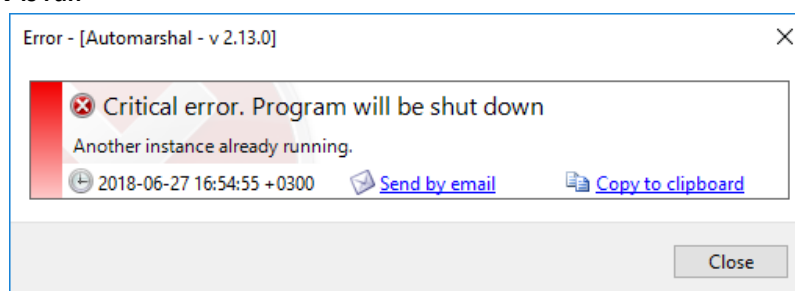 Error - [Automarshal - v 2.13.0]
Critical error. Program will be shut down
Another instance already running.
2018-06-27 16:54:55 +0300 Send by email Copy to clipboard
Close